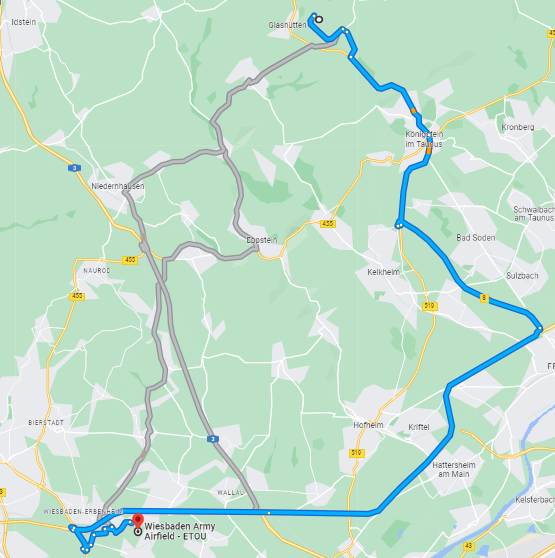 Idstein
Glashütten
45
Königstein
im Taunus
Kronberg
3
Niedernhausen
Schwalbach
am Taunus
455
Eppstein
Bad Soden
455
NAUROD
Kelkheim
Sulzbach
455
519
8
BIERSTADT
Hofheim
Kriftel
3
519
Hattersheim
am Main
WALLAU
Kelsterbach
WIESBADEN-ERBENHEIM
Wiesbaden Army
Airfield - ETOU
43